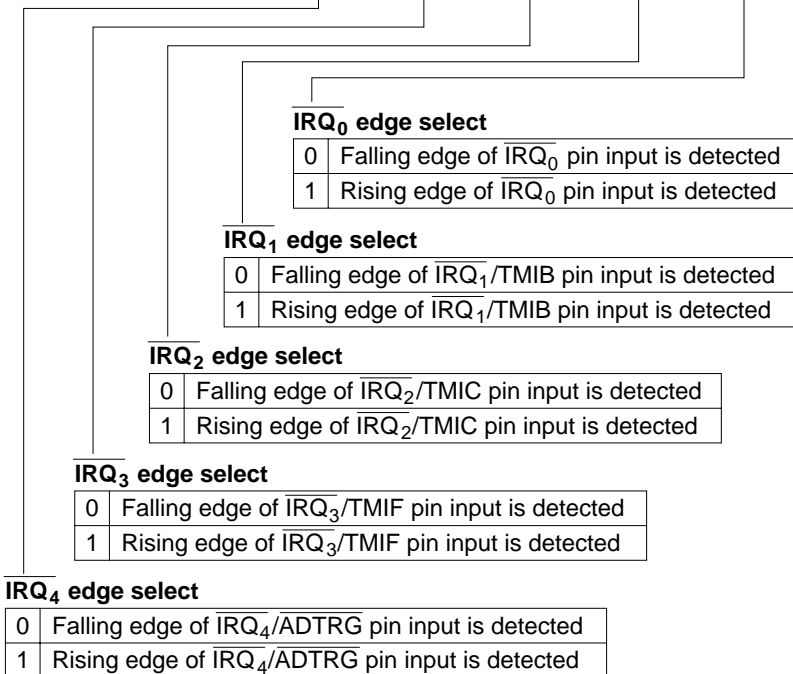 IRQ0 edge select
0 Falling edge of IRQ0 pin input is detected
1 Rising edge of IRQ0 pin input is detected
IRQ1 edge select
0 Falling edge of IRQ1/TMIB pin input is detected
1 Rising edge of IRQ1/TMIB pin input is detected
IRQ2 edge select
0 Falling edge of IRQ2/TMIC pin input is detected
1 Rising edge of IRQ2/TMIC pin input is detected
IRQ3 edge select
0 Falling edge of IRQ3/TMIF pin input is detected
1 Rising edge of IRQ3/TMIF pin input is detected
IRQ4 edge select
0 Falling edge of IRQ4/ADTRG pin input is detected
1 Rising edge of IRQ4/ADTRG pin input is detected